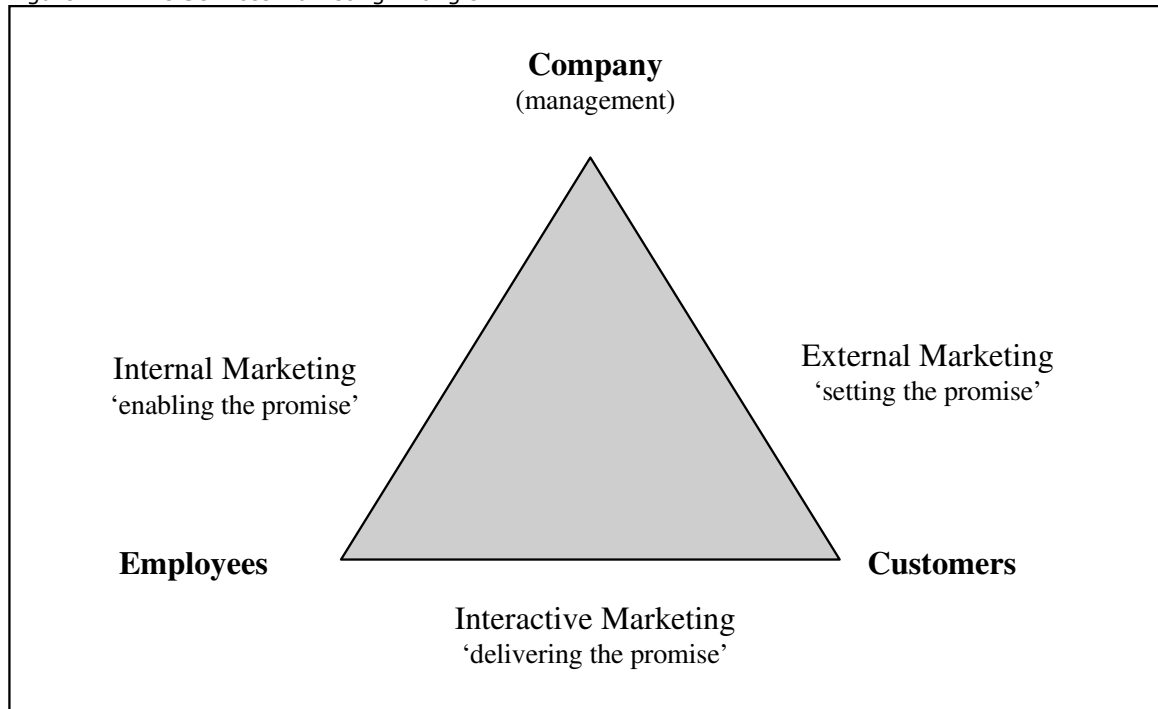 Company
(management)
Internal Marketing
‘enabling the promise’
External Marketing
‘setting the promise’
Employees
Customers
Interactive Marketing
‘delivering the promise’